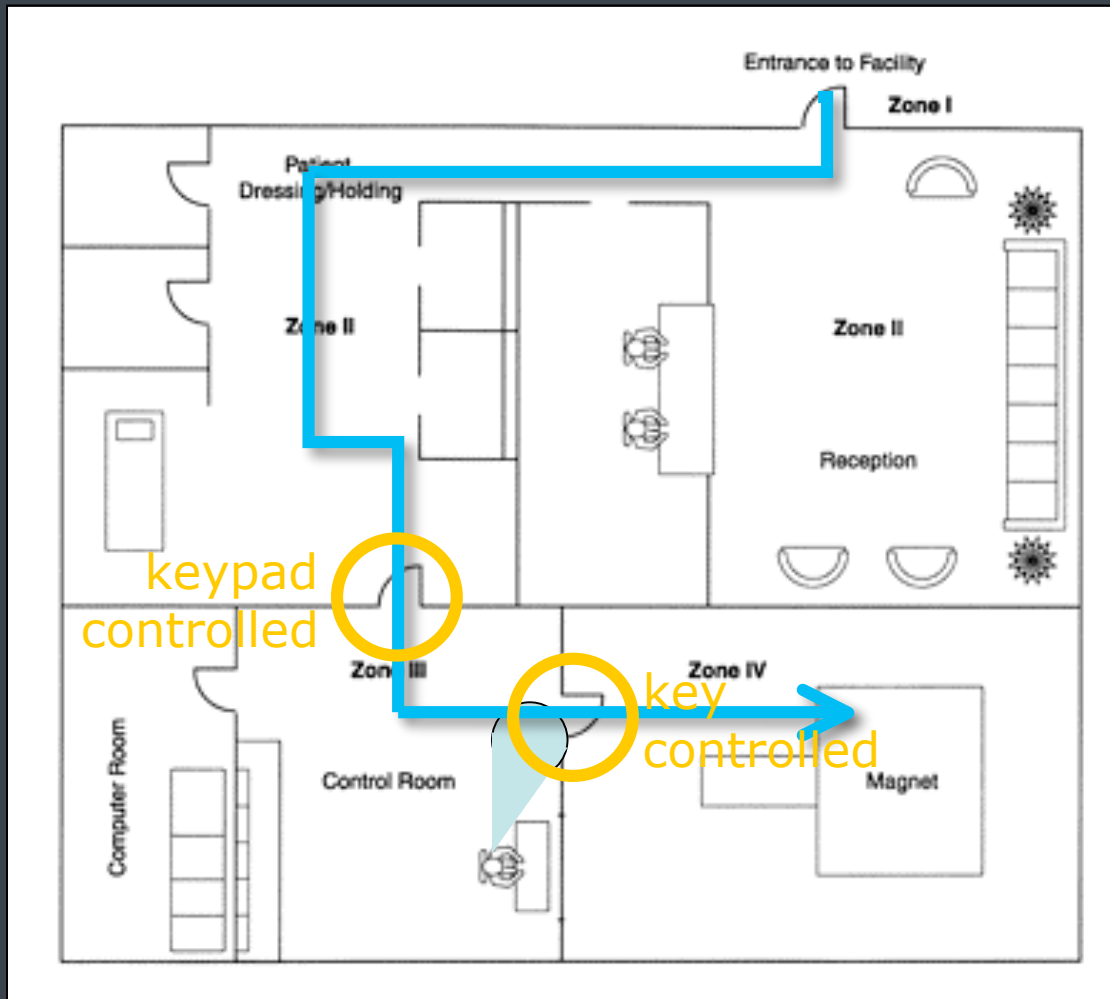 Entrance to Facility
Zone I
Patient
Dressing/Holding
Zone II
Zone II
Reception
keypad
controlled
Zone III
Zone IV
key
controlled
Computer Room
Control Room
Magnet